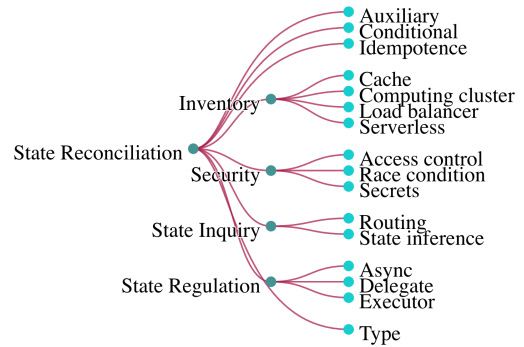 Auxiliary
Conditional
Idempotence
Cache
Inventory
Computing cluster
Load balancer
Serverless
State Reconciliation
Access control
Security
Race condition
Secrets
Routing
State Inquiry
State inference
Async
State Regulation
Delegate
Executor
Type